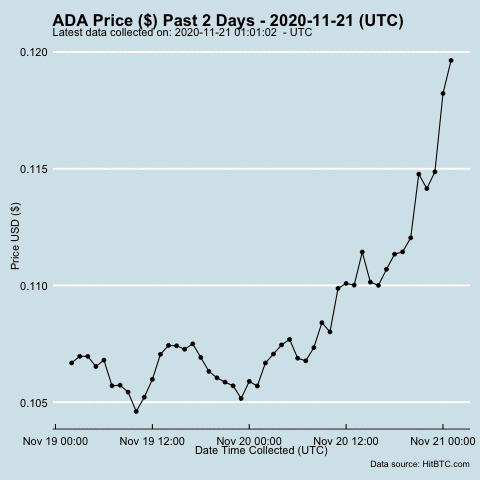 ADA Price ($) Past 2 Days - 2020-11-21 (UTC)
Latest data collected on: 2020-11-21 01:01:02 - UTC
0.120
0.115
0.110
0.105
Price USD ($)
Nov 19 00:00 Nov 19 12:00 Nov 20 00:00 Nov 20 12:00 Nov 21 00:00
Date Time Collected (UTC)
Data source: HitBTC.com